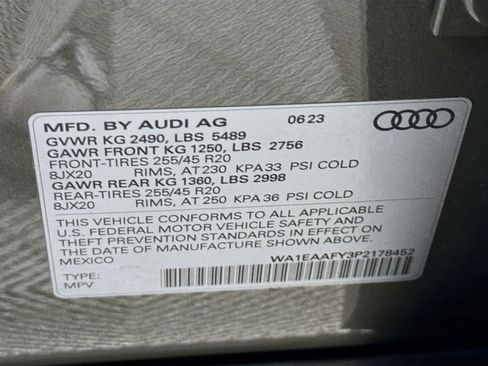 MFD. BY AUDI AG 06 23
GVWR KG 2490, LBS 5489
GAWR FRONT KG 1250, LBS 2756
FRONT-TIRES 255/45 R20
8JX20 RIMS, AT 230 KPA 33 PSI COLD
GAWR REAR KG 1360, LBS 2998
REAR-TIRES 255/45 R20
8JX20 RIMS, AT 250 KPA 36 PSI COLD
THIS VEHICLE CONFORMS TO ALL APPLICABLE
U.S. FEDERAL MOTOR VEHICLE SAFETY AND
THEFT PREVENTION STANDARDS IN EFFECT ON
THE DATE OF MANUFACTURE SHOWN ABOVE.
MEXICO
WA1EAAFY3P2178452
TYPE:
MPV